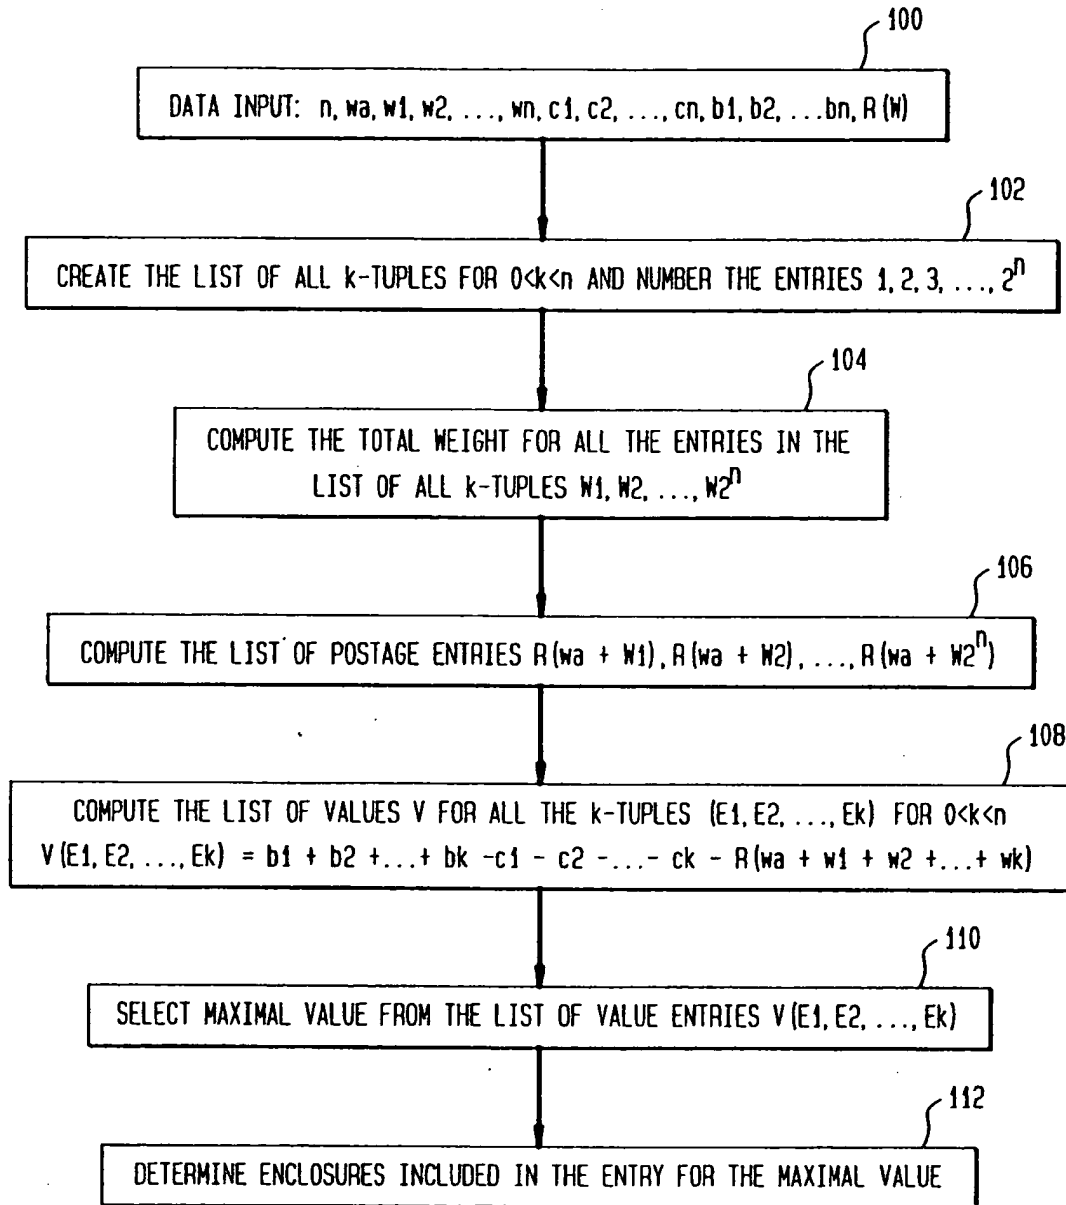 100
DATA INPUT: n, wa, w1, w2, ..., wn, c1, c2, ..., cn, b1, b2, ...bn, R(W)
102
CREATE THE LIST OF ALL k-TUPLES FOR 0<k<n AND NUMBER THE ENTRIES 1, 2, 3, ..., 2ⁿ
104
COMPUTE THE TOTAL WEIGHT FOR ALL THE ENTRIES IN THE
LIST OF ALL k-TUPLES W1, W2, ..., W2ⁿ
106
COMPUTE THE LIST OF POSTAGE ENTRIES R(wa + W1), R(wa + W2), ..., R(wa + W2ⁿ)
108
COMPUTE THE LIST OF VALUES V FOR ALL THE k-TUPLES (E1, E2, ..., Ek) FOR 0<k<n
V(E1, E2, ..., Ek) = b1 + b2 +...+ bk -c1 - c2 -...- ck - R(wa + w1 + w2 +...+ wk)
110
SELECT MAXIMAL VALUE FROM THE LIST OF VALUE ENTRIES V(E1, E2, ..., Ek)
112
DETERMINE ENCLOSURES INCLUDED IN THE ENTRY FOR THE MAXIMAL VALUE